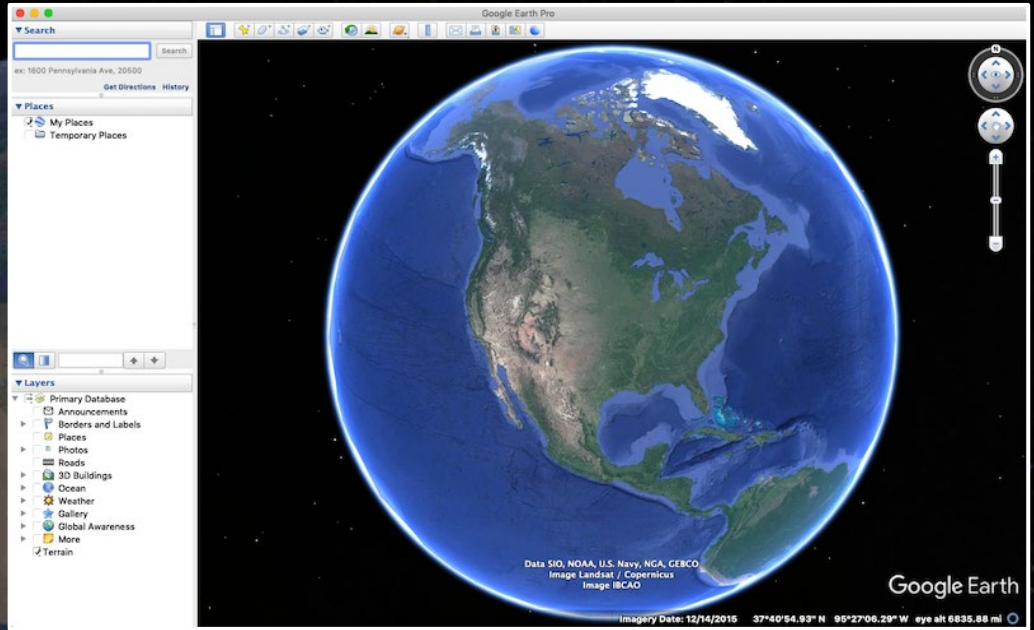 Google Earth Pro
Search
Search
ex: 1600 Pennsylvania Ave, 20500
Get Directions History
Places
My Places
Temporary Places
Layers
Primary Database
Announcements
Borders and Labels
Places
Photos
Roads
3D Buildings
Ocean
Weather
Gallery
Global Awareness
More
Terrain
N
Data SIO, NOAA, U.S. Navy, NGA, GEBCO
Image Landsat / Copernicus
Image IBCAO
Google Earth
Imagery Date: 12/14/2015 37°40'54.93" N 95°27'06.29" W eye alt 6835.88 mi